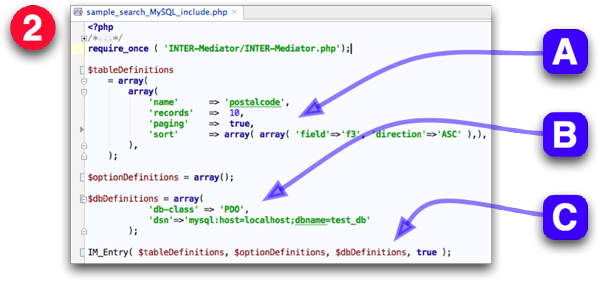 2
sample_search_MySQL_include.php ×
<?php
/*...*/
require_once ( 'INTER-Mediator/INTER-Mediator.php');
$tableDefinitions
= array(
array(
'name' => 'postalcode',
'records' => 10,
'paging' => true,
'sort' => array( array( 'field'=>'f3', 'direction'=>'ASC' ),),
),
);
$optionDefinitions = array();
$dbDefinitions = array(
'db-class' => 'PDO',
'dsn'=>'mysql:host=localhost;dbname=test_db'
);
IM_Entry( $tableDefinitions, $optionDefinitions, $dbDefinitions, true );
A
B
C